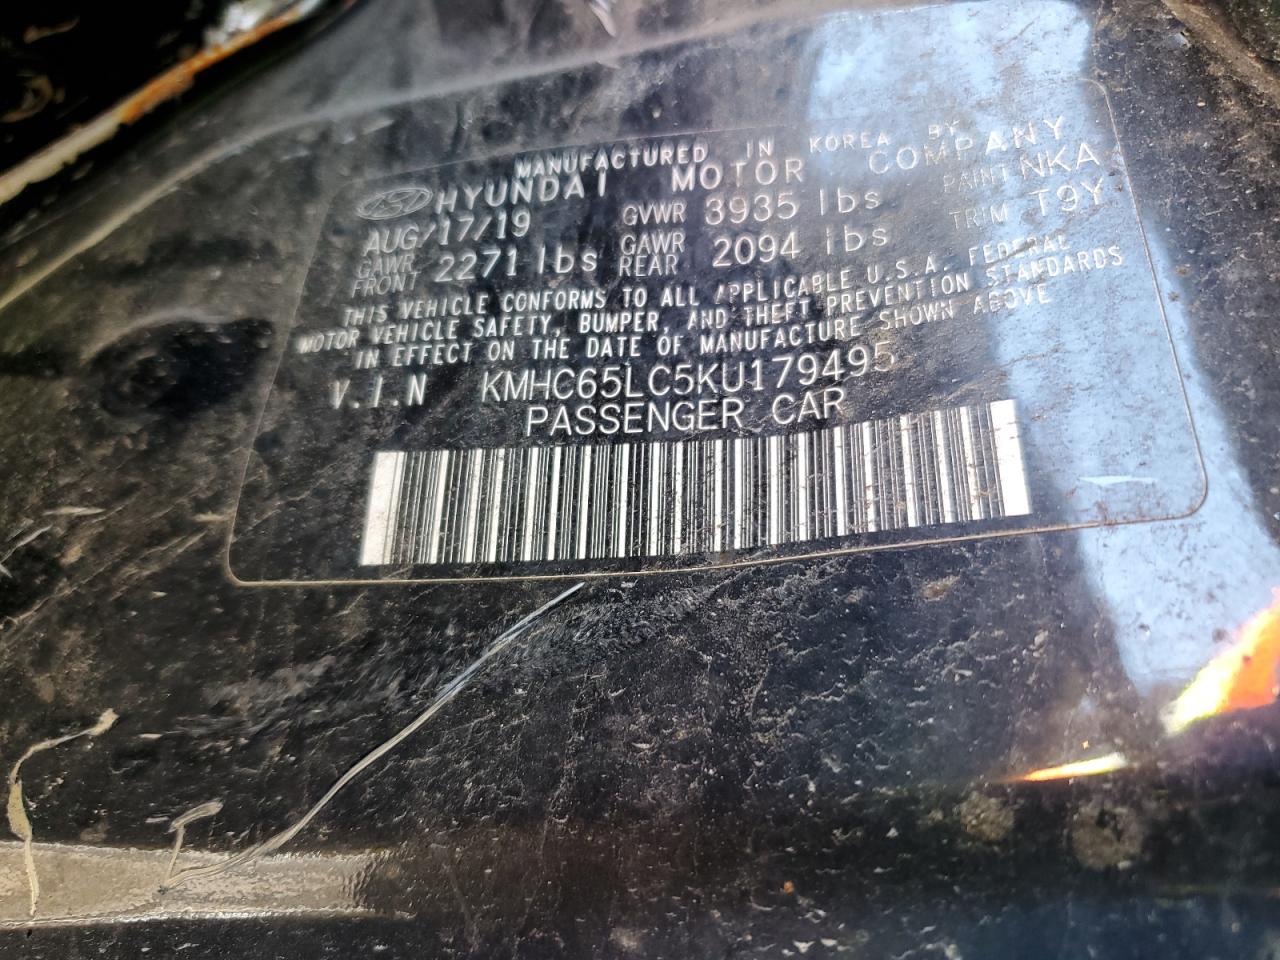 MANUFACTURED IN KOREA BY
HYUNDAI MOTOR COMPANY
AUG/17/19 GVWR 3935 lbs PAINT NKA
GAWR FRONT 2271 lbs GAWR REAR 2094 lbs TRIM T9Y
THIS VEHICLE CONFORMS TO ALL APPLICABLE U.S.A. FEDERAL
MOTOR VEHICLE SAFETY, BUMPER, AND THEFT PREVENTION STANDARDS
IN EFFECT ON THE DATE OF MANUFACTURE SHOWN ABOVE
V.I.N KMHC65LC5KU179495
PASSENGER CAR